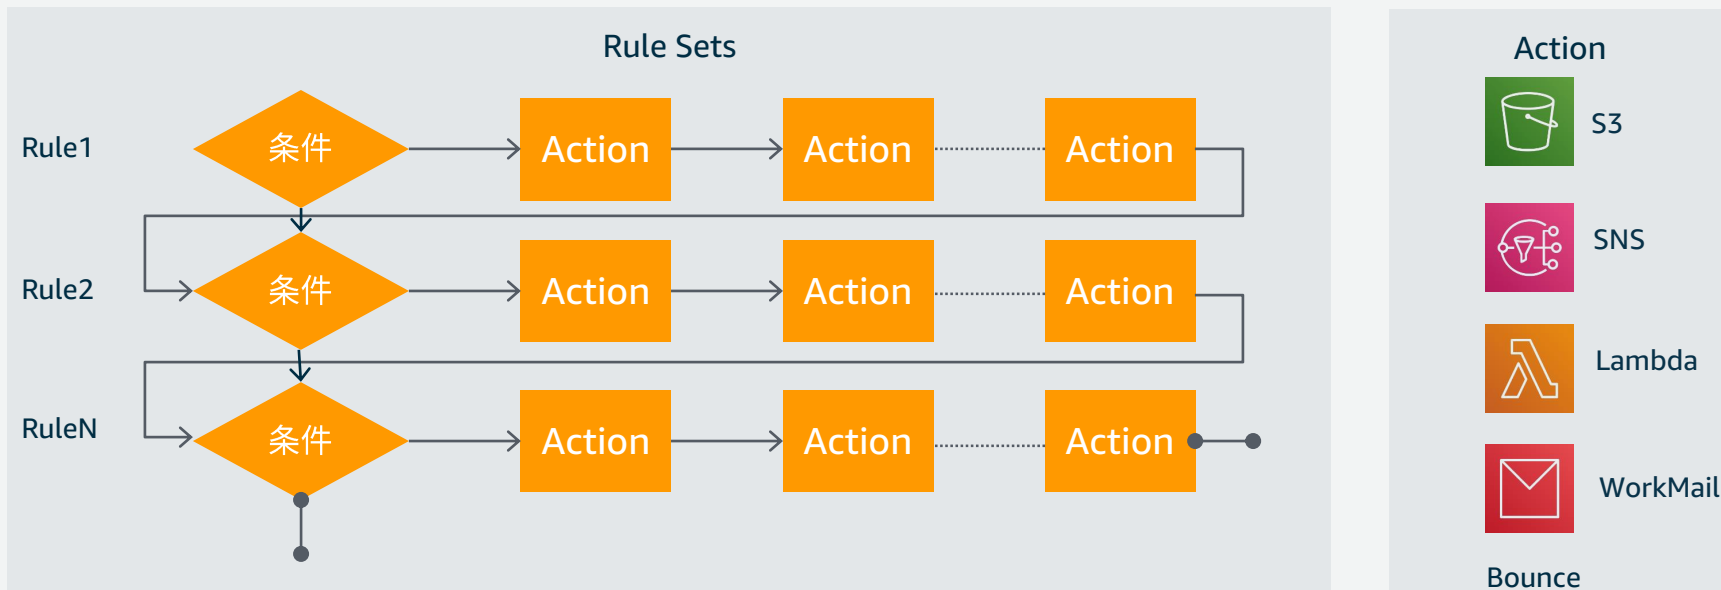 Rule Sets
Rule1
条件
Action
Action
Action
Rule2
条件
Action
Action
Action
RuleN
条件
Action
Action
Action
Action
S3
SNS
Lambda
WorkMail
Bounce